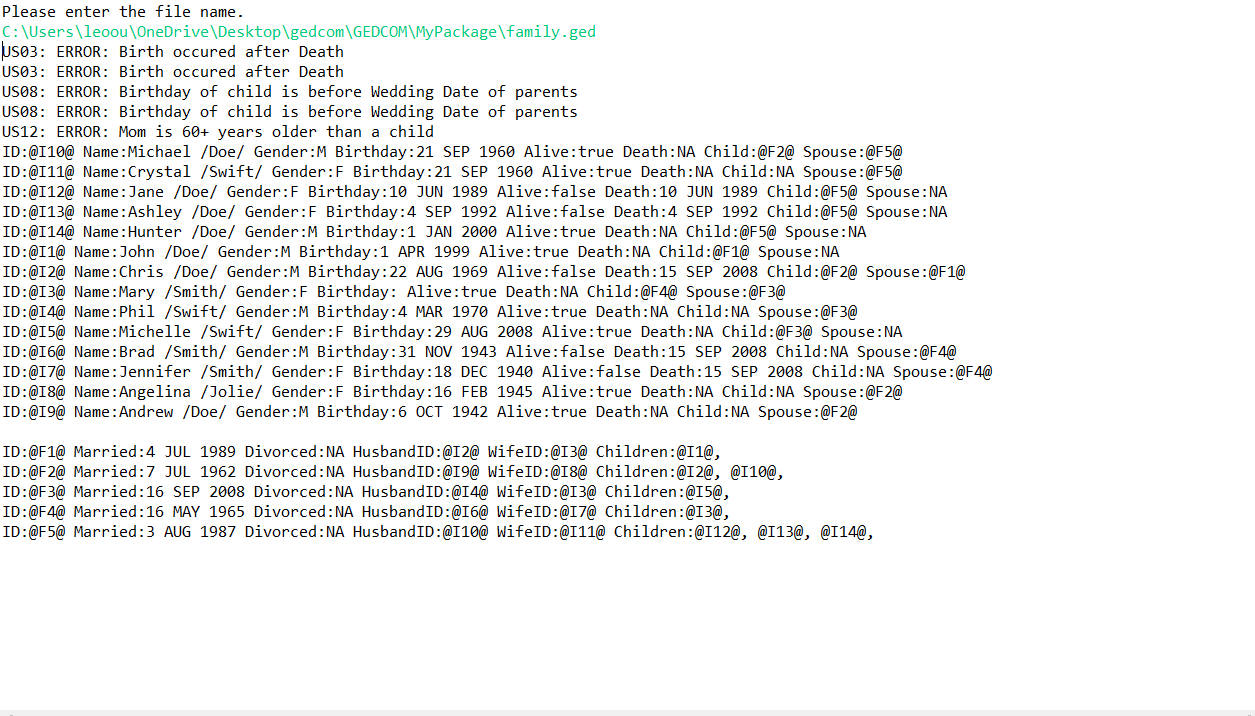 Please enter the file name.
C:\Users\leoou\OneDrive\Desktop\gedcom\GEDCOM\MyPackage\family.ged
US03: ERROR: Birth occured after Death
US03: ERROR: Birth occured after Death
US08: ERROR: Birthday of child is before Wedding Date of parents
US08: ERROR: Birthday of child is before Wedding Date of parents
US12: ERROR: Mom is 60+ years older than a child
ID:@I10@ Name:Michael /Doe/ Gender:M Birthday:21 SEP 1960 Alive:true Death:NA Child:@F2@ Spouse:@F5@
ID:@I11@ Name:Crystal /Swift/ Gender:F Birthday:21 SEP 1960 Alive:true Death:NA Child:NA Spouse:@F5@
ID:@I12@ Name:Jane /Doe/ Gender:F Birthday:10 JUN 1989 Alive:false Death:10 JUN 1989 Child:@F5@ Spouse:NA
ID:@I13@ Name:Ashley /Doe/ Gender:F Birthday:4 SEP 1992 Alive:false Death:4 SEP 1992 Child:@F5@ Spouse:NA
ID:@I14@ Name:Hunter /Doe/ Gender:M Birthday:1 JAN 2000 Alive:true Death:NA Child:@F5@ Spouse:NA
ID:@I1@ Name:John /Doe/ Gender:M Birthday:1 APR 1999 Alive:true Death:NA Child:@F1@ Spouse:NA
ID:@I2@ Name:Chris /Doe/ Gender:M Birthday:22 AUG 1969 Alive:false Death:15 SEP 2008 Child:@F2@ Spouse:@F1@
ID:@I3@ Name:Mary /Smith/ Gender:F Birthday: Alive:true Death:NA Child:@F4@ Spouse:@F3@
ID:@I4@ Name:Phil /Swift/ Gender:M Birthday:4 MAR 1970 Alive:true Death:NA Child:NA Spouse:@F3@
ID:@I5@ Name:Michelle /Swift/ Gender:F Birthday:29 AUG 2008 Alive:true Death:NA Child:@F3@ Spouse:NA
ID:@I6@ Name:Brad /Smith/ Gender:M Birthday:31 NOV 1943 Alive:false Death:15 SEP 2008 Child:NA Spouse:@F4@
ID:@I7@ Name:Jennifer /Smith/ Gender:F Birthday:18 DEC 1940 Alive:false Death:15 SEP 2008 Child:NA Spouse:@F4@
ID:@I8@ Name:Angelina /Jolie/ Gender:F Birthday:16 FEB 1945 Alive:true Death:NA Child:NA Spouse:@F2@
ID:@I9@ Name:Andrew /Doe/ Gender:M Birthday:6 OCT 1942 Alive:true Death:NA Child:NA Spouse:@F2@
ID:@F1@ Married:4 JUL 1989 Divorced:NA HusbandID:@I2@ WifeID:@I3@ Children:@I1@,
ID:@F2@ Married:7 JUL 1962 Divorced:NA HusbandID:@I9@ WifeID:@I8@ Children:@I2@, @I10@,
ID:@F3@ Married:16 SEP 2008 Divorced:NA HusbandID:@I4@ WifeID:@I3@ Children:@I5@,
ID:@F4@ Married:16 MAY 1965 Divorced:NA HusbandID:@I6@ WifeID:@I7@ Children:@I3@,
ID:@F5@ Married:3 AUG 1987 Divorced:NA HusbandID:@I10@ WifeID:@I11@ Children:@I12@, @I13@, @I14@,